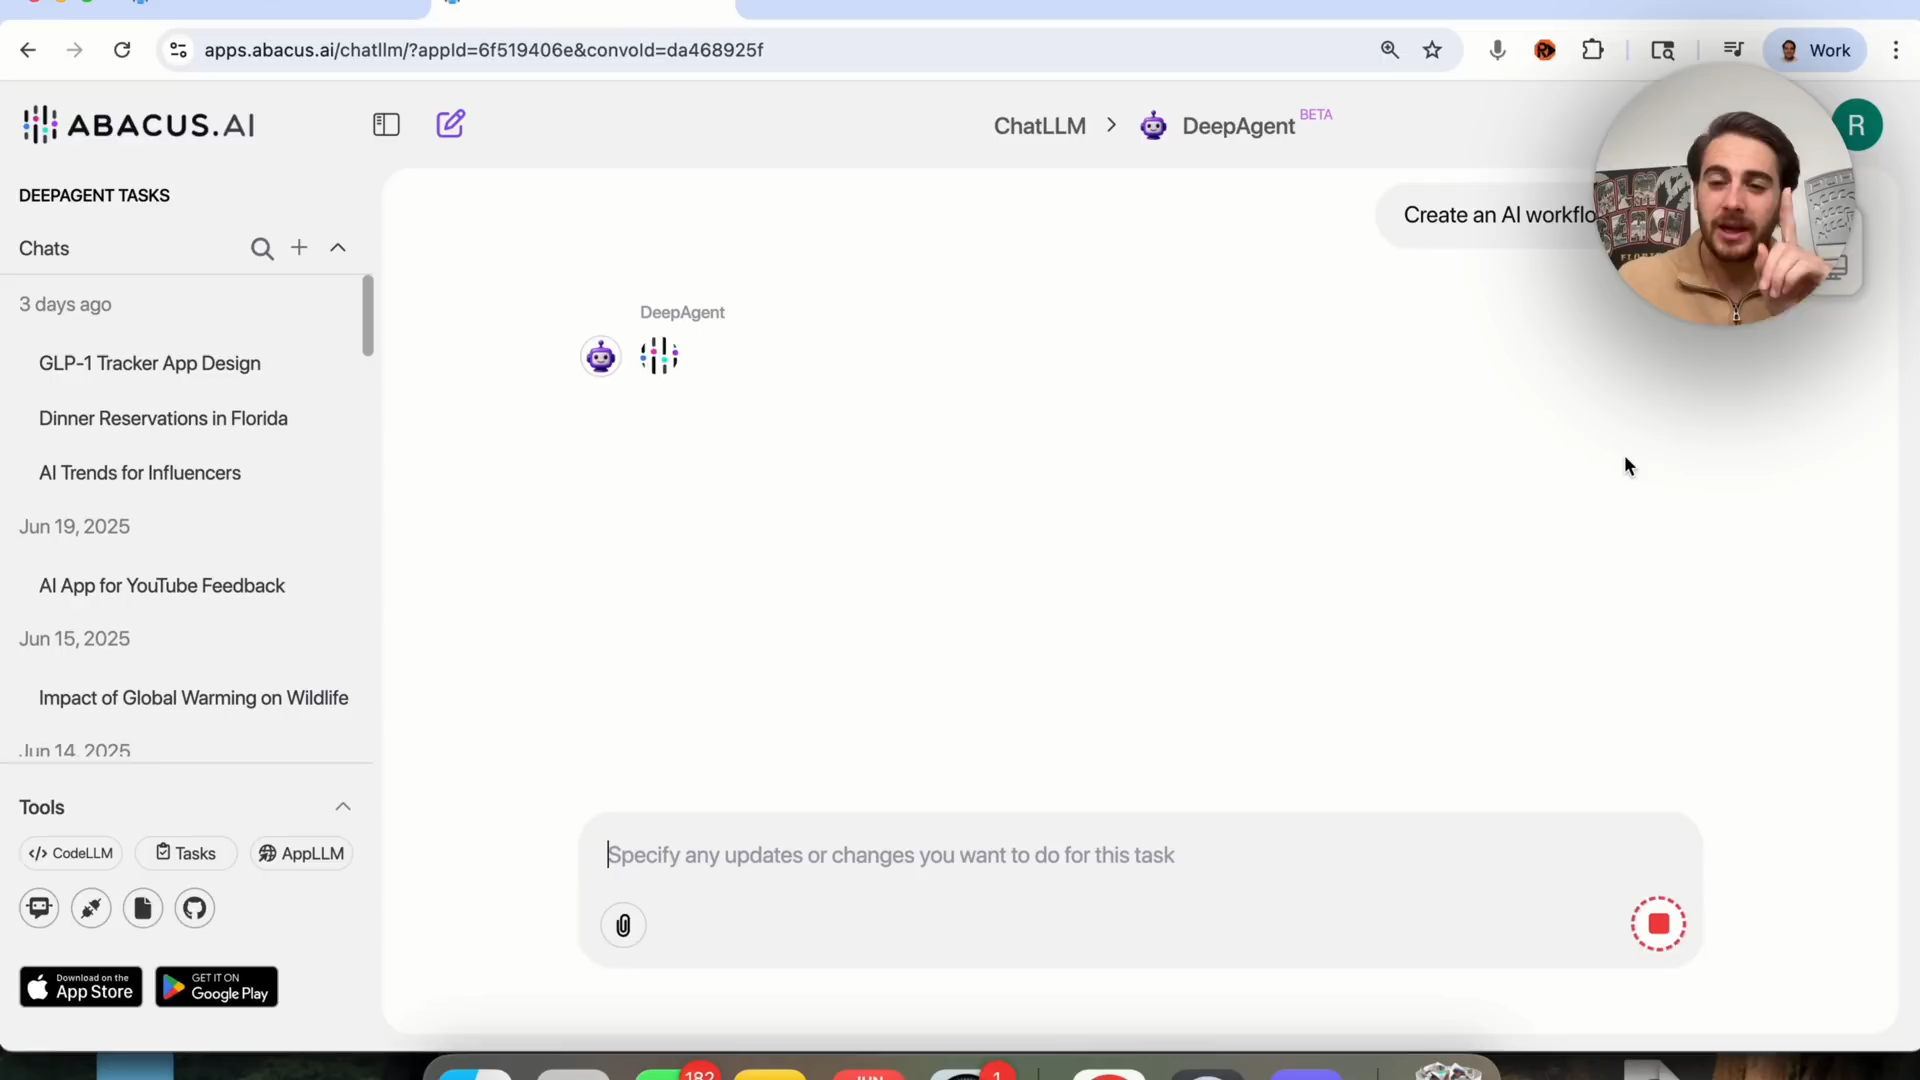 apps.abacus.ai/chatllm/?appId=6f519406e&convoId=da468925f
Work
ABACUS.AI
ChatLLM > DeepAgent BETA
R
DEEPAGENT TASKS
Chats
3 days ago
GLP-1 Tracker App Design
Dinner Reservations in Florida
AI Trends for Influencers
Jun 19, 2025
AI App for YouTube Feedback
Jun 15, 2025
Impact of Global Warming on Wildlife
Jun 14, 2025
Tools
</> CodeLLM
Tasks
AppLLM
Download on the
App Store
GET IT ON
Google Play
Create an AI workflo
DeepAgent
Specify any updates or changes you want to do for this task
182
JUN
1